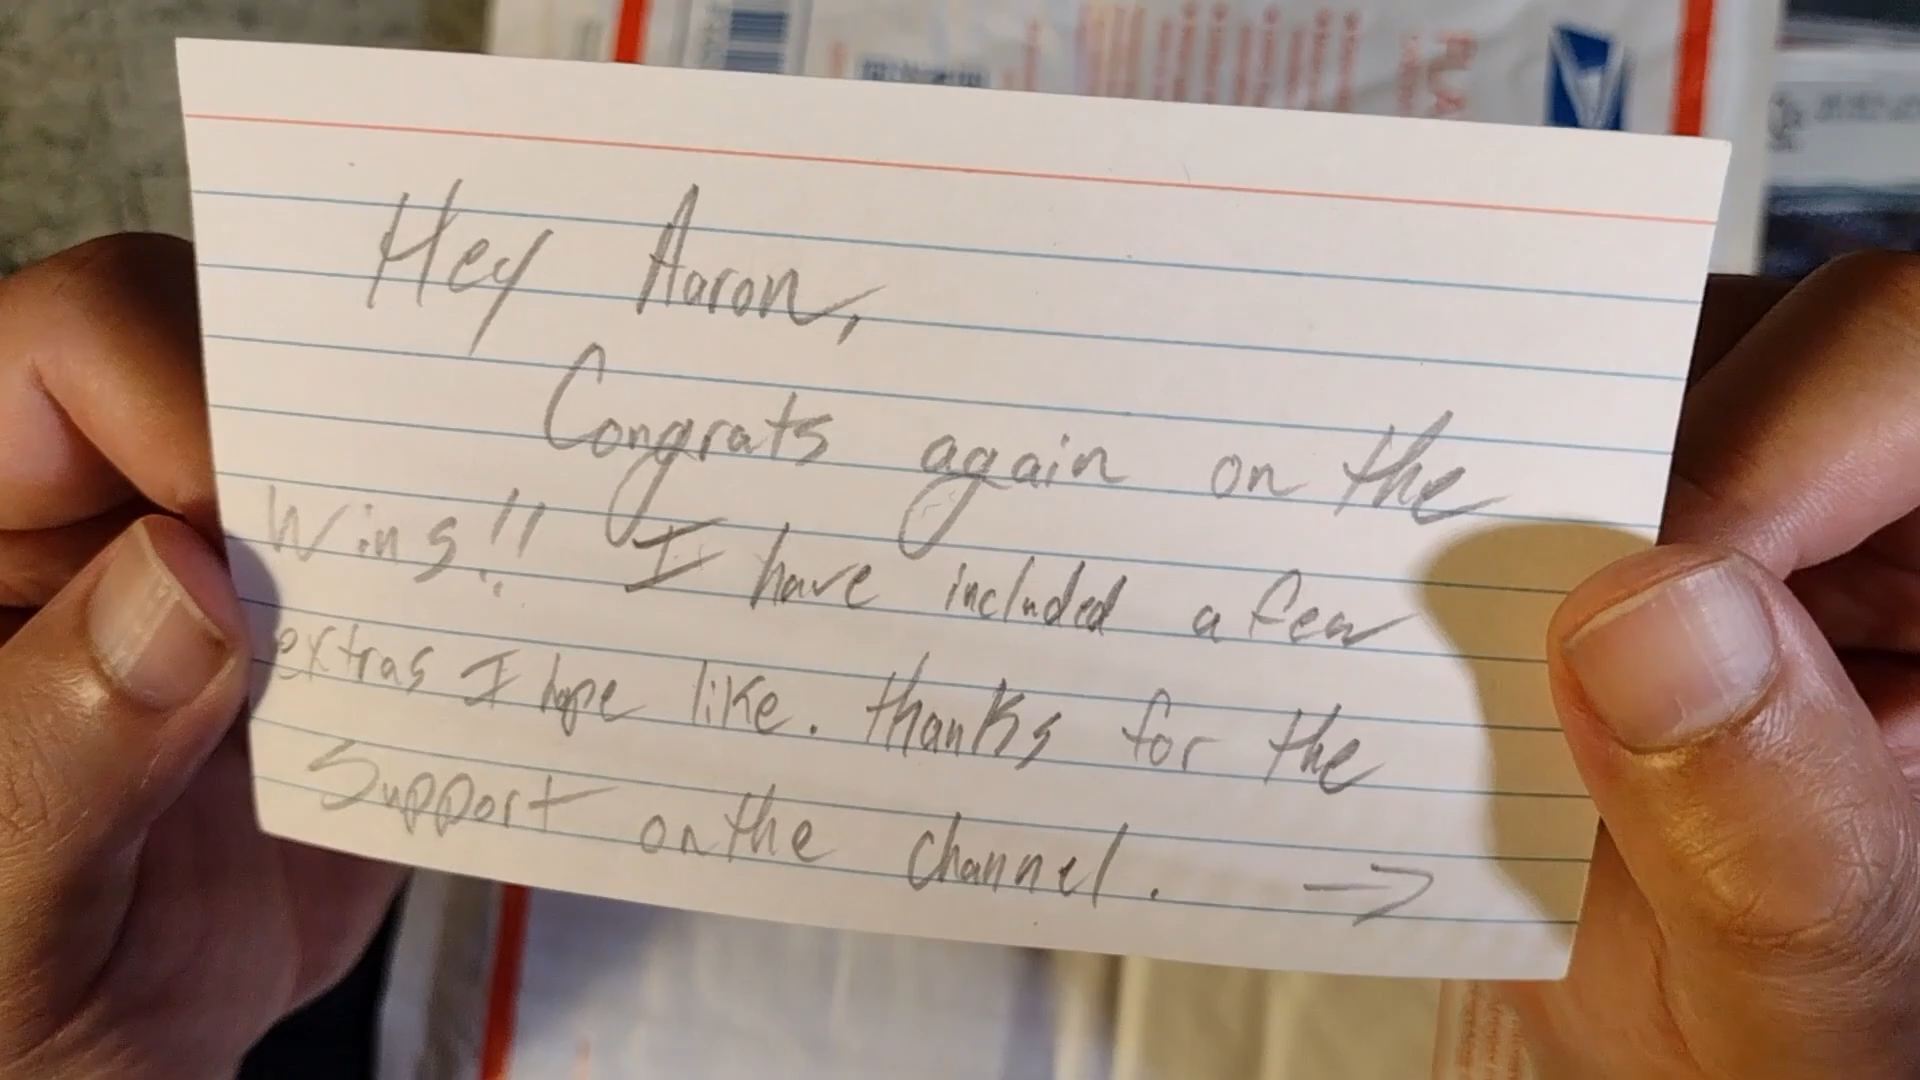 Hey Aaron,
Congrats again on the
Wins!! I have included a few
extras I hope like. thanks for the
Support on the channel. →